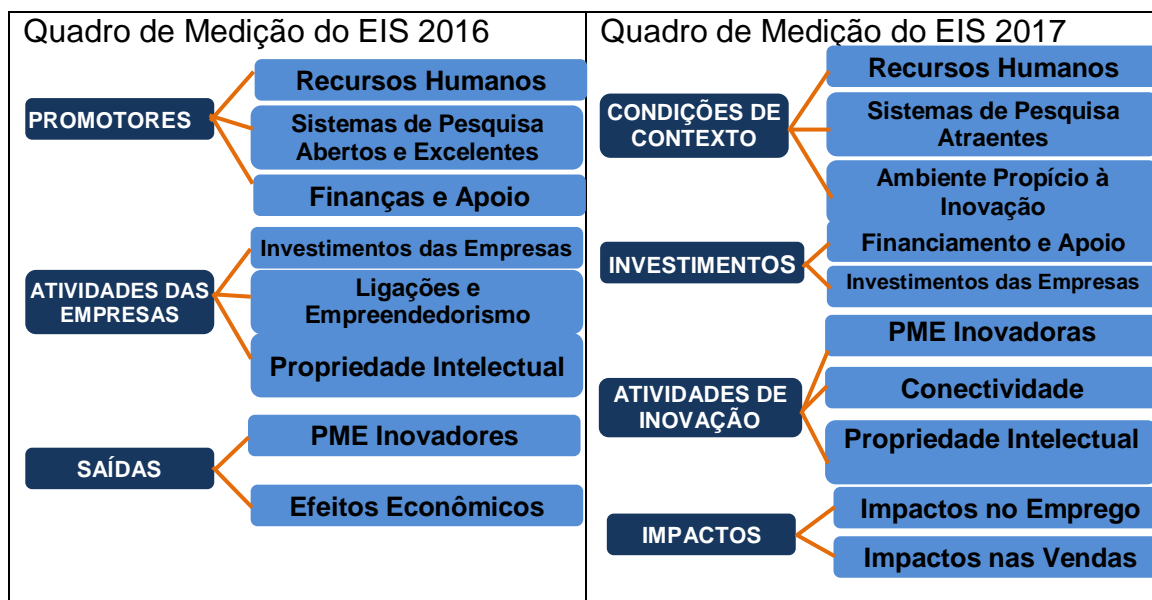 Quadro de Medição do EIS 2016
PROMOTORES
Recursos Humanos
Sistemas de Pesquisa
Abertos e Excelentes
Finanças e Apoio
ATIVIDADES DAS
EMPRESAS
Investimentos das Empresas
Ligações e
Empreendedorismo
Propriedade Intelectual
SAÍDAS
PME Inovadores
Efeitos Econômicos
Quadro de Medição do EIS 2017
CONDIÇÕES DE
CONTEXTO
Recursos Humanos
Sistemas de Pesquisa
Atraentes
Ambiente Propício à
Inovação
INVESTIMENTOS
Financiamento e Apoio
Investimentos das Empresas
ATIVIDADES DE
INOVAÇÃO
PME Inovadoras
Conectividade
Propriedade Intelectual
IMPACTOS
Impactos no Emprego
Impactos nas Vendas